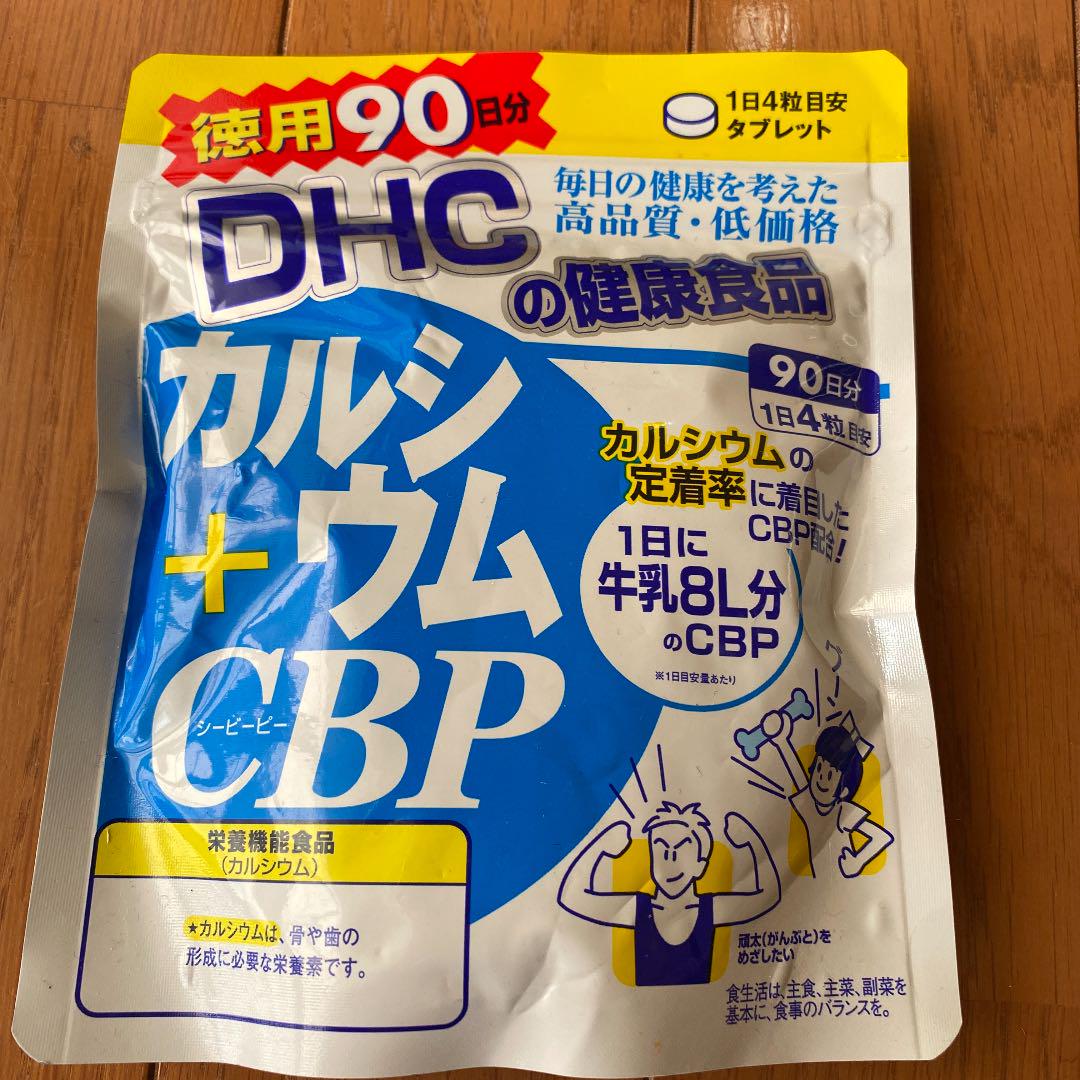 徳用90日分
1日4粒目安
タブレット
DHC
の健康食品
毎日の健康を考えた
高品質・低価格
カルシ
ウム
+
CBP
シービーピー
90日分
1日4粒目安
カルシウムの
定着率に着目した
CBP配合!
1日に
牛乳8L分
のCBP
※1日目安量あたり
グーン
栄養機能食品
(カルシウム)
★カルシウムは、骨や歯の
形成に必要な栄養素です。
頑太(がんぶと)を
めざしたい
食生活は、主食、主菜、副菜を
基本に、食事のバランスを。